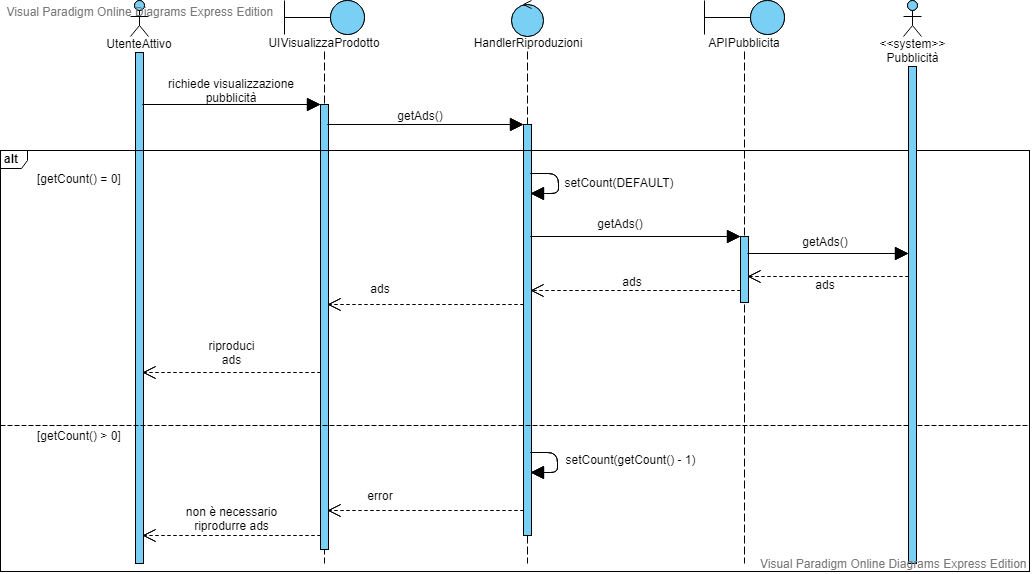 Visual Paradigm Online Diagrams Express Edition
UtenteAttivo
UIVisualizzaProdotto
HandlerRiproduzioni
APIPubblicita
<<system>>
Pubblicità
richiede visualizzazione
pubblicità
getAds()
alt
[getCount() = 0]
setCount(DEFAULT)
getAds()
getAds()
ads
ads
ads
riproduci
ads
[getCount() > 0]
setCount(getCount() - 1)
error
non è necessario
riprodurre ads
Visual Paradigm Online Diagrams Express Edition